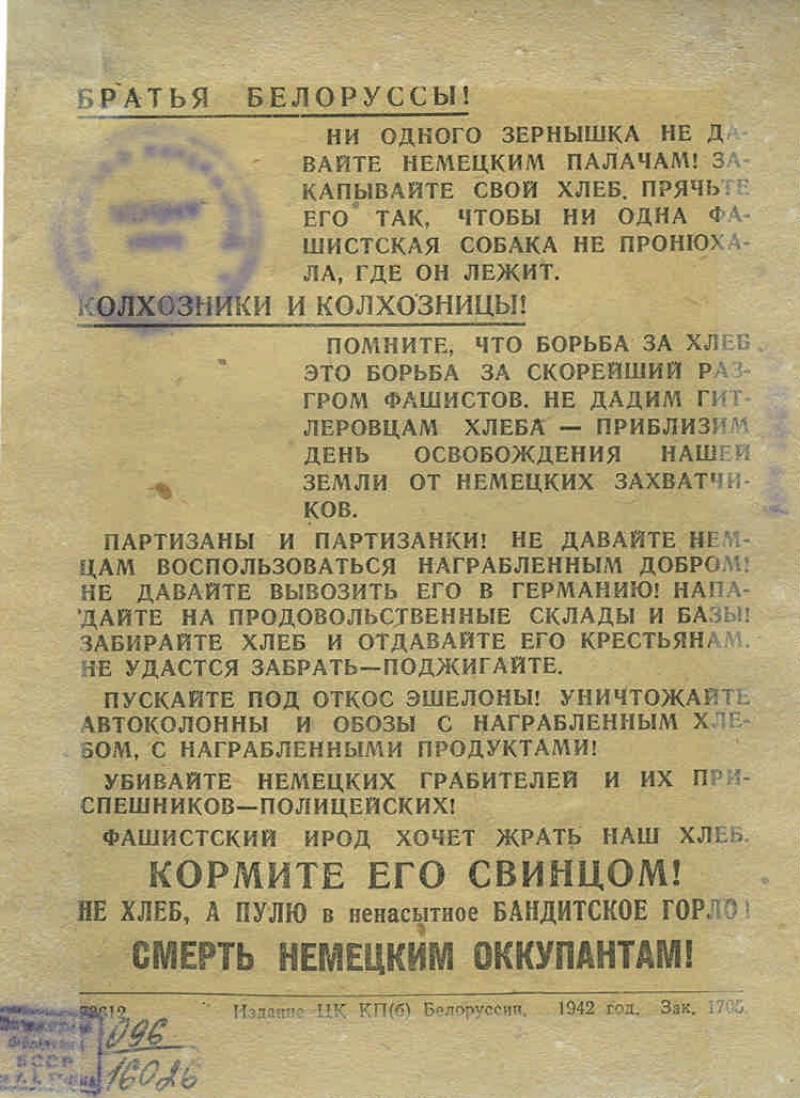 БРАТЬЯ БЕЛОРУССЫ!
НИ ОДНОГО ЗЕРНЫШКА НЕ ДА-
ВАЙТЕ НЕМЕЦКИМ ПАЛАЧАМ! ЗА-
КАПЫВАЙТЕ СВОЙ ХЛЕБ. ПРЯЧЬТЕ
ЕГО ТАК, ЧТОБЫ НИ ОДНА ФА-
ШИСТСКАЯ СОБАКА НЕ ПРОНЮХА-
ЛА, ГДЕ ОН ЛЕЖИТ.
КОЛХОЗНИКИ И КОЛХОЗНИЦЫ!
ПОМНИТЕ, ЧТО БОРЬБА ЗА ХЛЕБ
ЭТО БОРЬБА ЗА СКОРЕЙШИЙ РАЗ-
ГРОМ ФАШИСТОВ. НЕ ДАДИМ ГИТ-
ЛЕРОВЦАМ ХЛЕБА — ПРИБЛИЗИМ
ДЕНЬ ОСВОБОЖДЕНИЯ НАШЕЙ
ЗЕМЛИ ОТ НЕМЕЦКИХ ЗАХВАТЧИ-
КОВ.
ПАРТИЗАНЫ И ПАРТИЗАНКИ! НЕ ДАВАЙТЕ НЕМ-
ЦАМ ВОСПОЛЬЗОВАТЬСЯ НАГРАБЛЕННЫМ ДОБРОМ!
НЕ ДАВАЙТЕ ВЫВОЗИТЬ ЕГО В ГЕРМАНИЮ! НАПА-
ДАЙТЕ НА ПРОДОВОЛЬСТВЕННЫЕ СКЛАДЫ И БАЗЫ!
ЗАБИРАЙТЕ ХЛЕБ И ОТДАВАЙТЕ ЕГО КРЕСТЬЯНАМ.
НЕ УДАСТСЯ ЗАБРАТЬ—ПОДЖИГАЙТЕ.
ПУСКАЙТЕ ПОД ОТКОС ЭШЕЛОНЫ! УНИЧТОЖАЙТЕ
АВТОКОЛОННЫ И ОБОЗЫ С НАГРАБЛЕННЫМ ХЛЕ-
БОМ, С НАГРАБЛЕННЫМИ ПРОДУКТАМИ!
УБИВАЙТЕ НЕМЕЦКИХ ГРАБИТЕЛЕЙ И ИХ ПРИ-
СПЕШНИКОВ—ПОЛИЦЕЙСКИХ!
ФАШИСТСКИЙ ИРОД ХОЧЕТ ЖРАТЬ НАШ ХЛЕБ.
КОРМИТЕ ЕГО СВИНЦОМ!
НЕ ХЛЕБ, А ПУЛЮ в ненасытное БАНДИТСКОЕ ГОРЛО!
СМЕРТЬ НЕМЕЦКИМ ОККУПАНТАМ!
Издание ЦК КП(б) Белоруссии. 1942 год. Зак. 1705.
БССР
096
16026